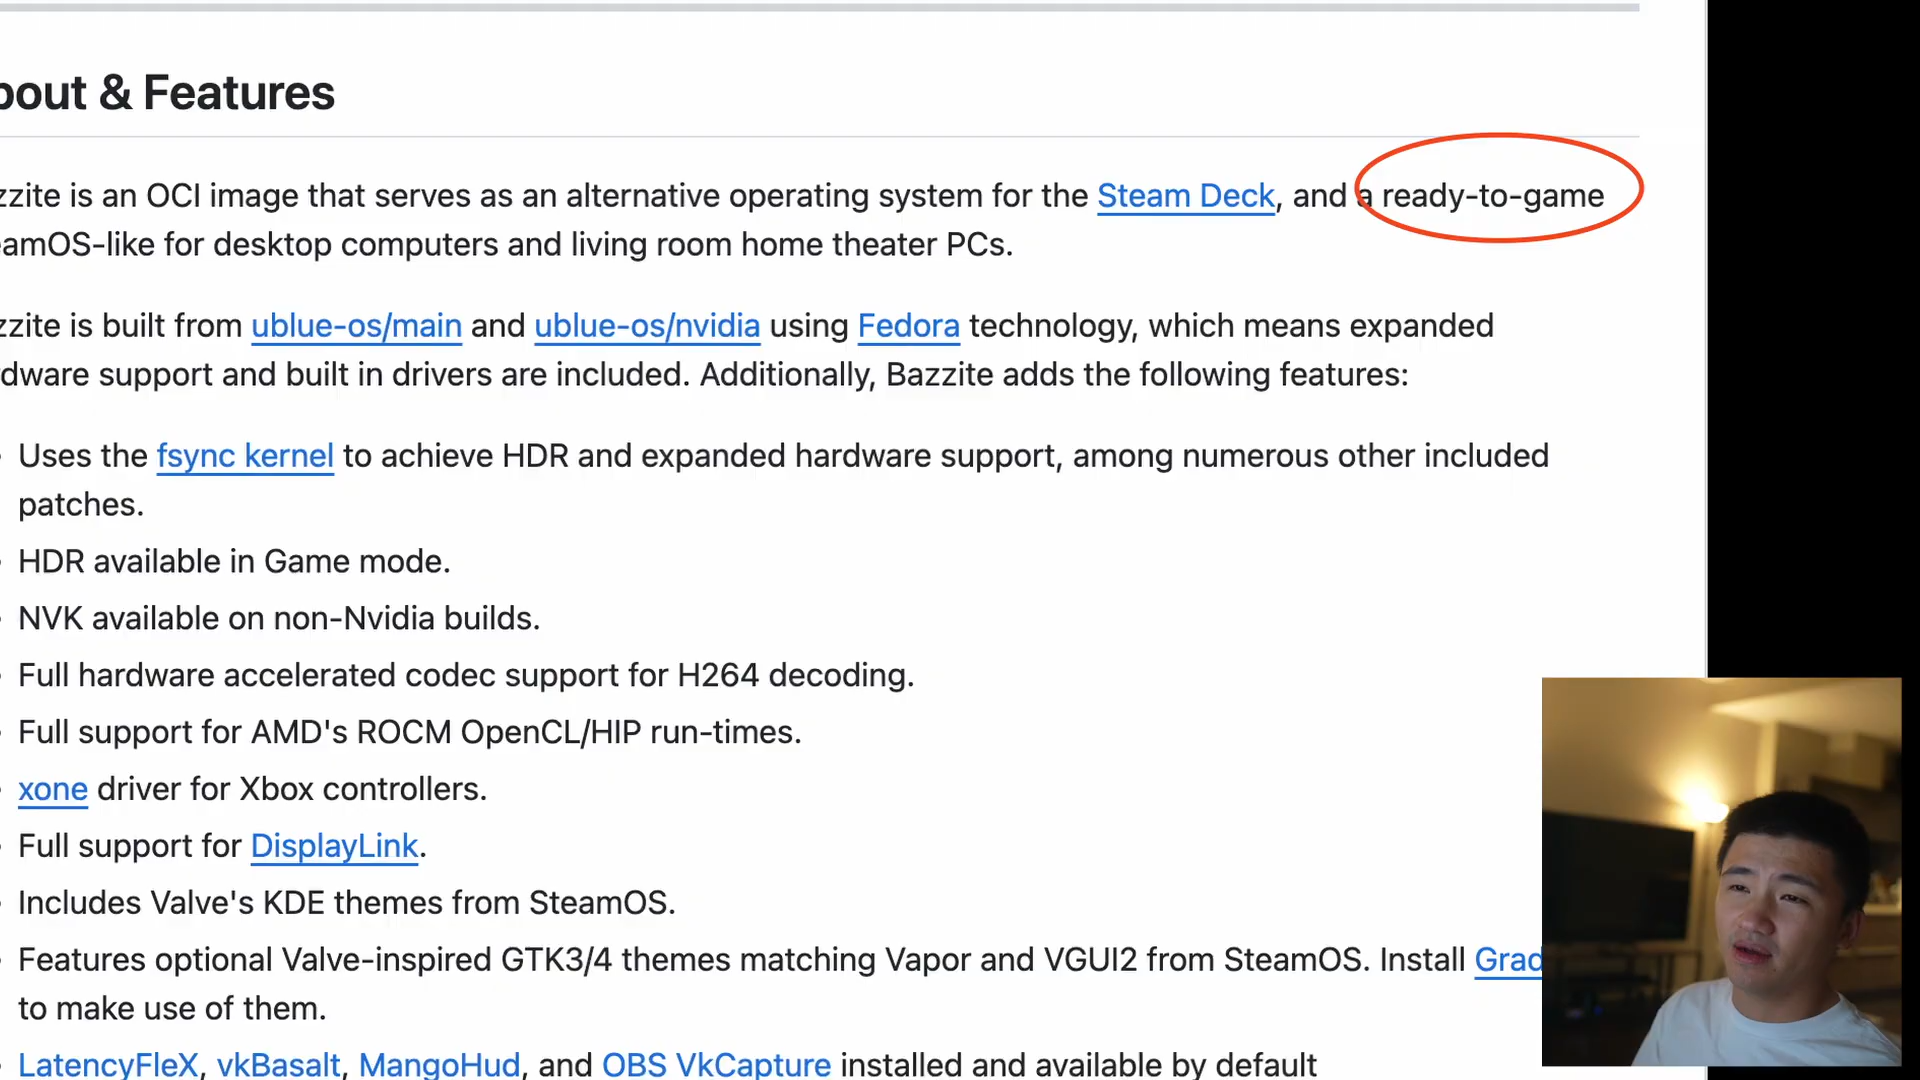 bout & Features
zzite is an OCI image that serves as an alternative operating system for the Steam Deck, and a ready-to-game
eamOS-like for desktop computers and living room home theater PCs.
zzite is built from ublue-os/main and ublue-os/nvidia using Fedora technology, which means expanded
rdware support and built in drivers are included. Additionally, Bazzite adds the following features:
Uses the fsync kernel to achieve HDR and expanded hardware support, among numerous other included
patches.
HDR available in Game mode.
NVK available on non-Nvidia builds.
Full hardware accelerated codec support for H264 decoding.
Full support for AMD's ROCM OpenCL/HIP run-times.
xone driver for Xbox controllers.
Full support for DisplayLink.
Includes Valve's KDE themes from SteamOS.
Features optional Valve-inspired GTK3/4 themes matching Vapor and VGUI2 from SteamOS. Install Grad
to make use of them.
LatencyFleX, vkBasalt, MangoHud, and OBS VkCapture installed and available by default